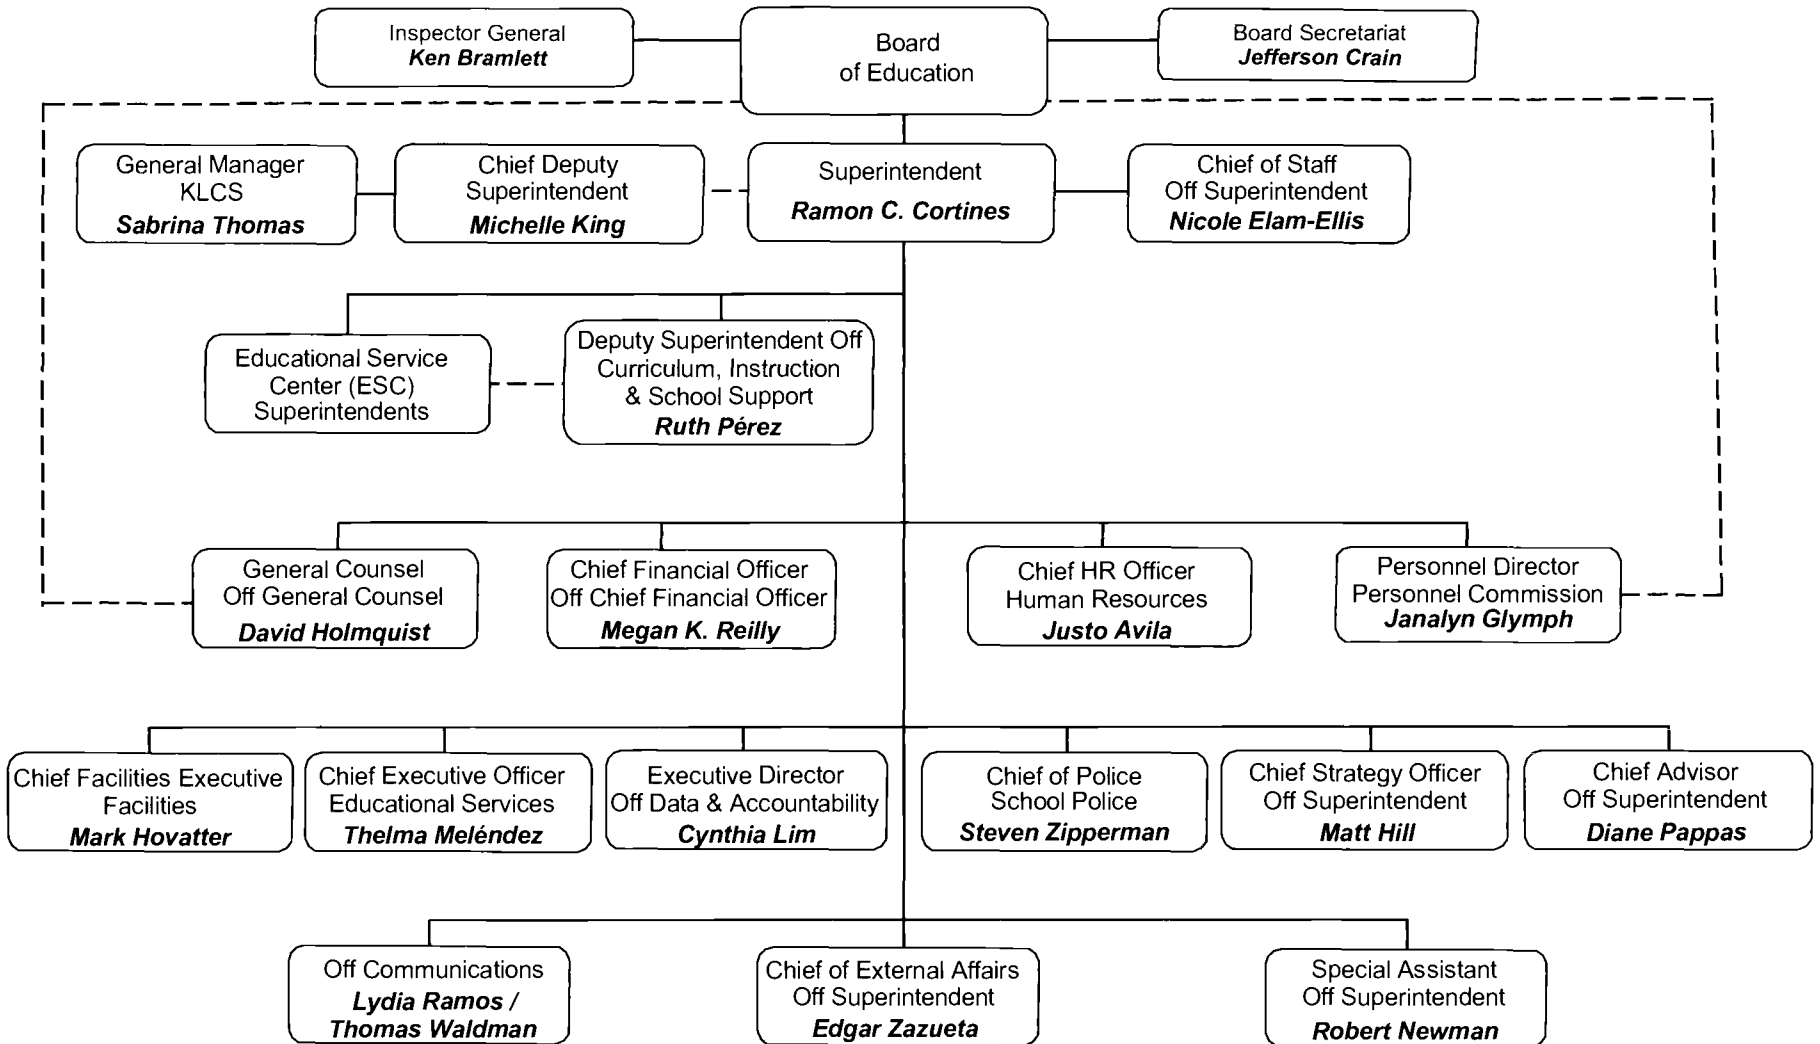 Inspector General
Ken Bramlett
Board
of Education
Board Secretariat
Jefferson Crain
General Manager
KLCS
Sabrina Thomas
Chief Deputy
Superintendent
Michelle King
Superintendent
Ramon C. Cortines
Chief of Staff
Off Superintendent
Nicole Elam-Ellis
Educational Service
Center (ESC)
Superintendents
Deputy Superintendent Off
Curriculum, Instruction
& School Support
Ruth Pérez
General Counsel
Off General Counsel
David Holmquist
Chief Financial Officer
Off Chief Financial Officer
Megan K. Reilly
Chief HR Officer
Human Resources
Justo Avila
Personnel Director
Personnel Commission
Janalyn Glymph
Chief Facilities Executive
Facilities
Mark Hovatter
Chief Executive Officer
Educational Services
Thelma Meléndez
Executive Director
Off Data & Accountability
Cynthia Lim
Chief of Police
School Police
Steven Zipperman
Chief Strategy Officer
Off Superintendent
Matt Hill
Chief Advisor
Off Superintendent
Diane Pappas
Off Communications
Lydia Ramos /
Thomas Waldman
Chief of External Affairs
Off Superintendent
Edgar Zazueta
Special Assistant
Off Superintendent
Robert Newman